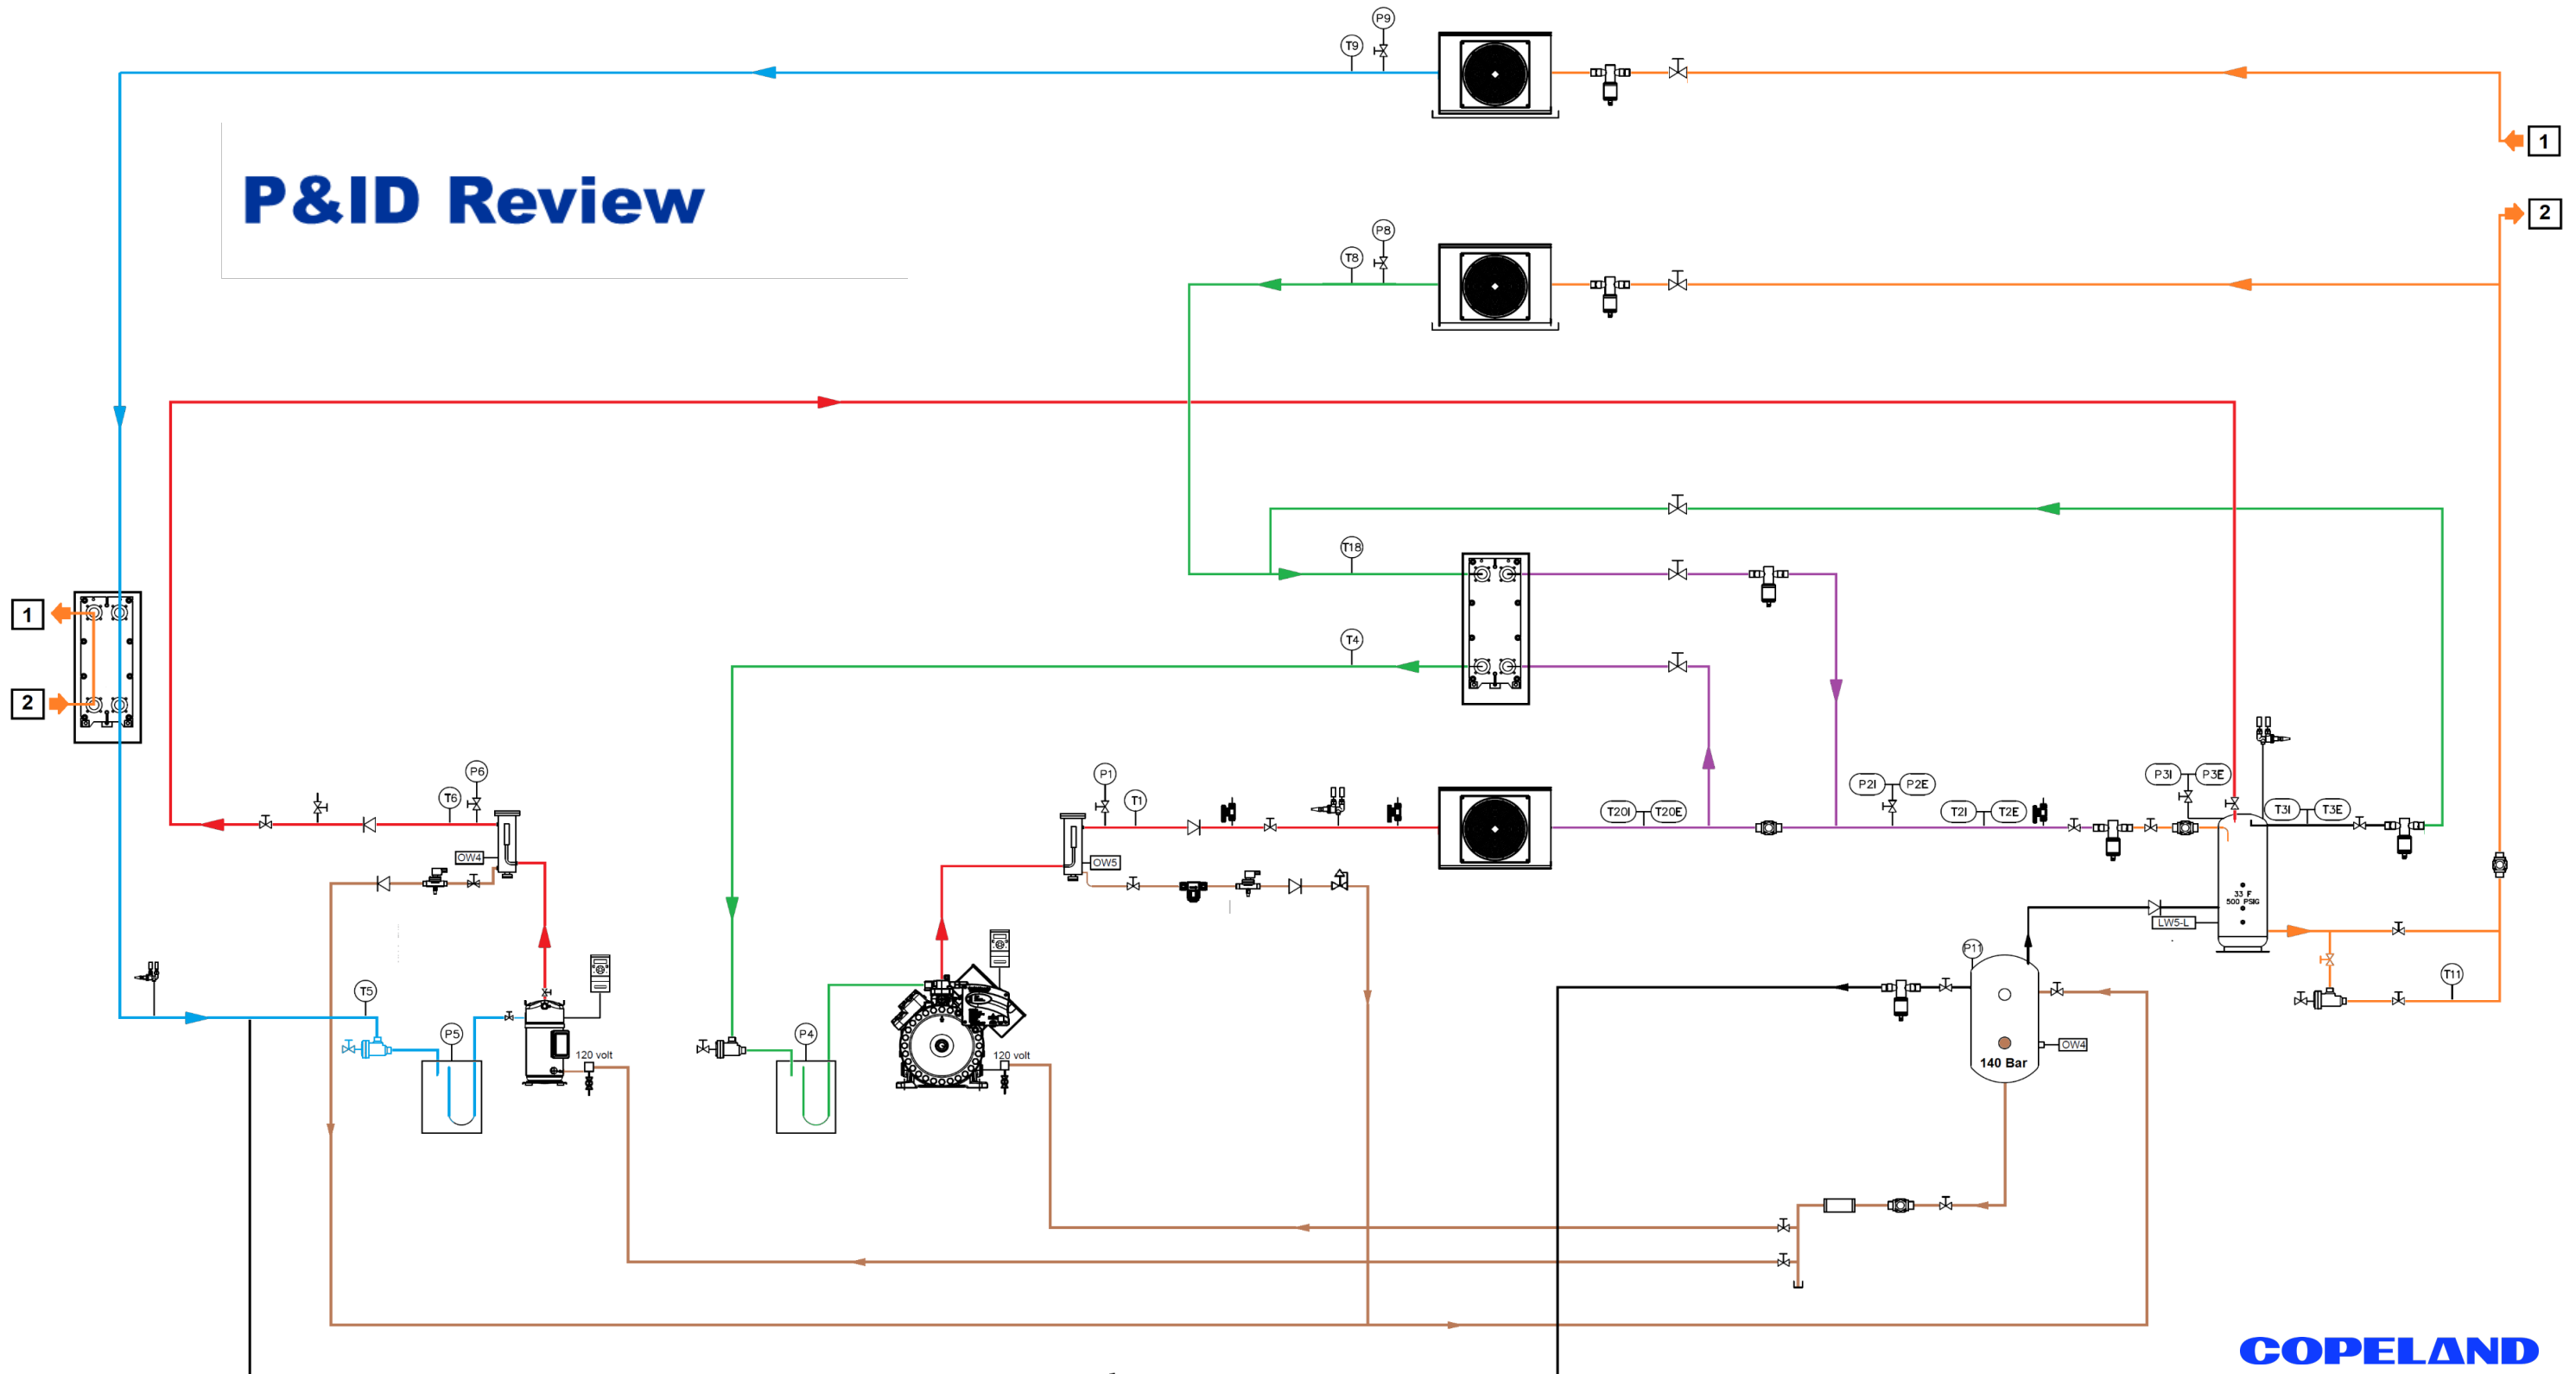 P9
T9
1
P&ID Review
2
P8
T8
T18
1
T4
2
P6
T6
P1
T1
T20I T20E
P2I P2E
T2I T2E
P3I P3E
T3I T3E
OW4
OW5
33 F
500 PSIG
LW5-L
P11
T11
T5
P5
P4
120 volt
120 volt
OW4
140 Bar
COPELAND